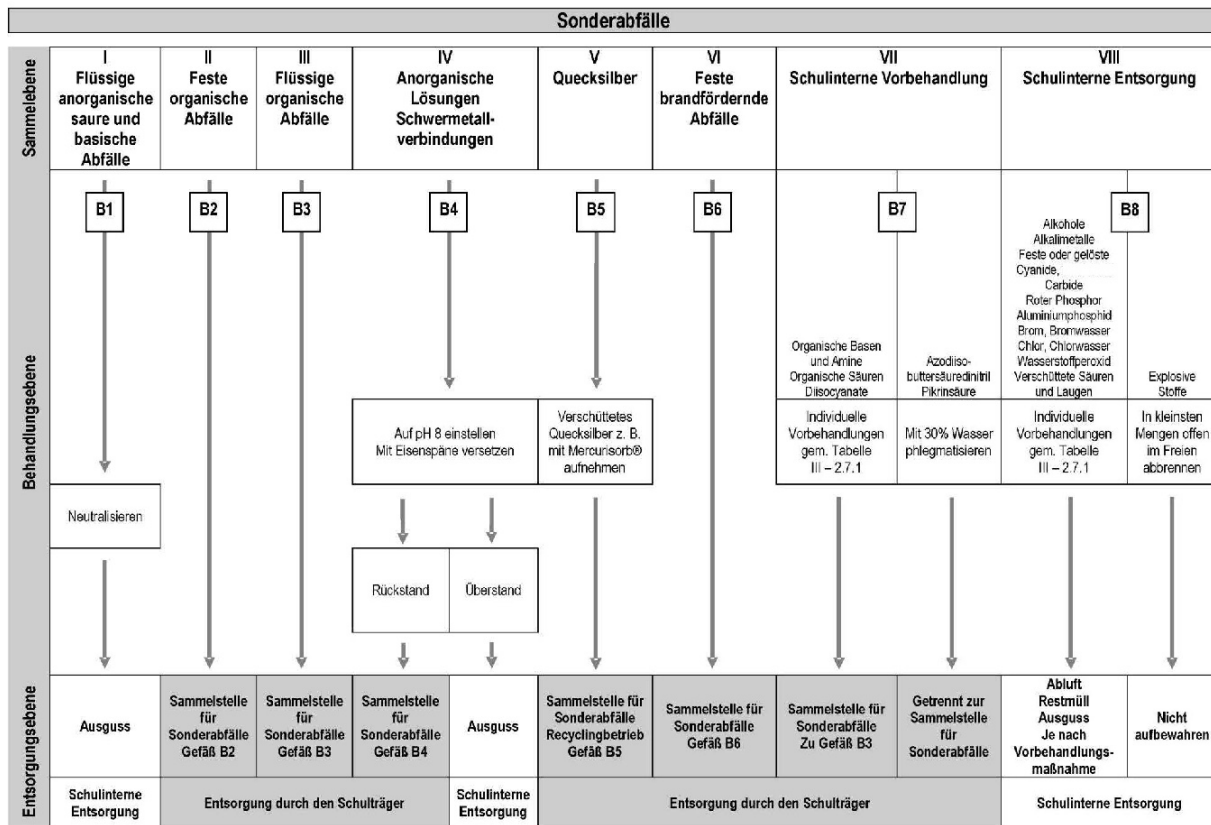 Sonderabfälle
Sammelebene
I
Flüssige
anorganische
saure und
basische
Abfälle
II
Feste
organische
Abfälle
III
Flüssige
organische
Abfälle
IV
Anorganische
Lösungen
Schwermetall-
verbindungen
V
Quecksilber
VI
Feste
brandfördernde
Abfälle
VII
Schulinterne Vorbehandlung
VIII
Schulinterne Entsorgung
Behandlungsebene
B1
B2
B3
B4
B5
B6
B7
B8
Neutralisieren
Auf pH 8 einstellen
Mit Eisenspäne versetzen
Rückstand
Überstand
Verschüttetes
Quecksilber z. B.
mit Mercurisorb®
aufnehmen
Organische Basen
und Amine
Organische Säuren
Diisocyanate
Individuelle
Vorbehandlungen
gem. Tabelle
III – 2.7.1
Azodiiso-
buttersäuredinitril
Pikrinsäure
Mit 30% Wasser
phlegmatisieren
Alkohole
Alkalimetalle
Feste oder gelöste
Cyanide,
Carbide
Roter Phosphor
Aluminiumphosphid
Brom, Bromwasser
Chlor, Chlorwasser
Wasserstoffperoxid
Verschüttete Säuren
und Laugen
Individuelle
Vorbehandlungen
gem. Tabelle
III – 2.7.1
Explosive
Stoffe
In kleinsten
Mengen offen
im Freien
abbrennen
Entsorgungsebene
Ausguss
Sammelstelle
für
Sonderabfälle
Gefäß B2
Sammelstelle
für
Sonderabfälle
Gefäß B3
Sammelstelle
für
Sonderabfälle
Gefäß B4
Ausguss
Sammelstelle für
Sonderabfälle
Recyclingbetrieb
Gefäß B5
Sammelstelle für
Sonderabfälle
Gefäß B6
Sammelstelle für
Sonderabfälle
Zu Gefäß B3
Getrennt zur
Sammelstelle
für
Sonderabfälle
Abluft
Restmüll
Ausguss
Je nach
Vorbehandlungs-
maßnahme
Nicht
aufbewahren
Schulinterne
Entsorgung
Entsorgung durch den Schulträger
Schulinterne
Entsorgung
Entsorgung durch den Schulträger
Schulinterne Entsorgung